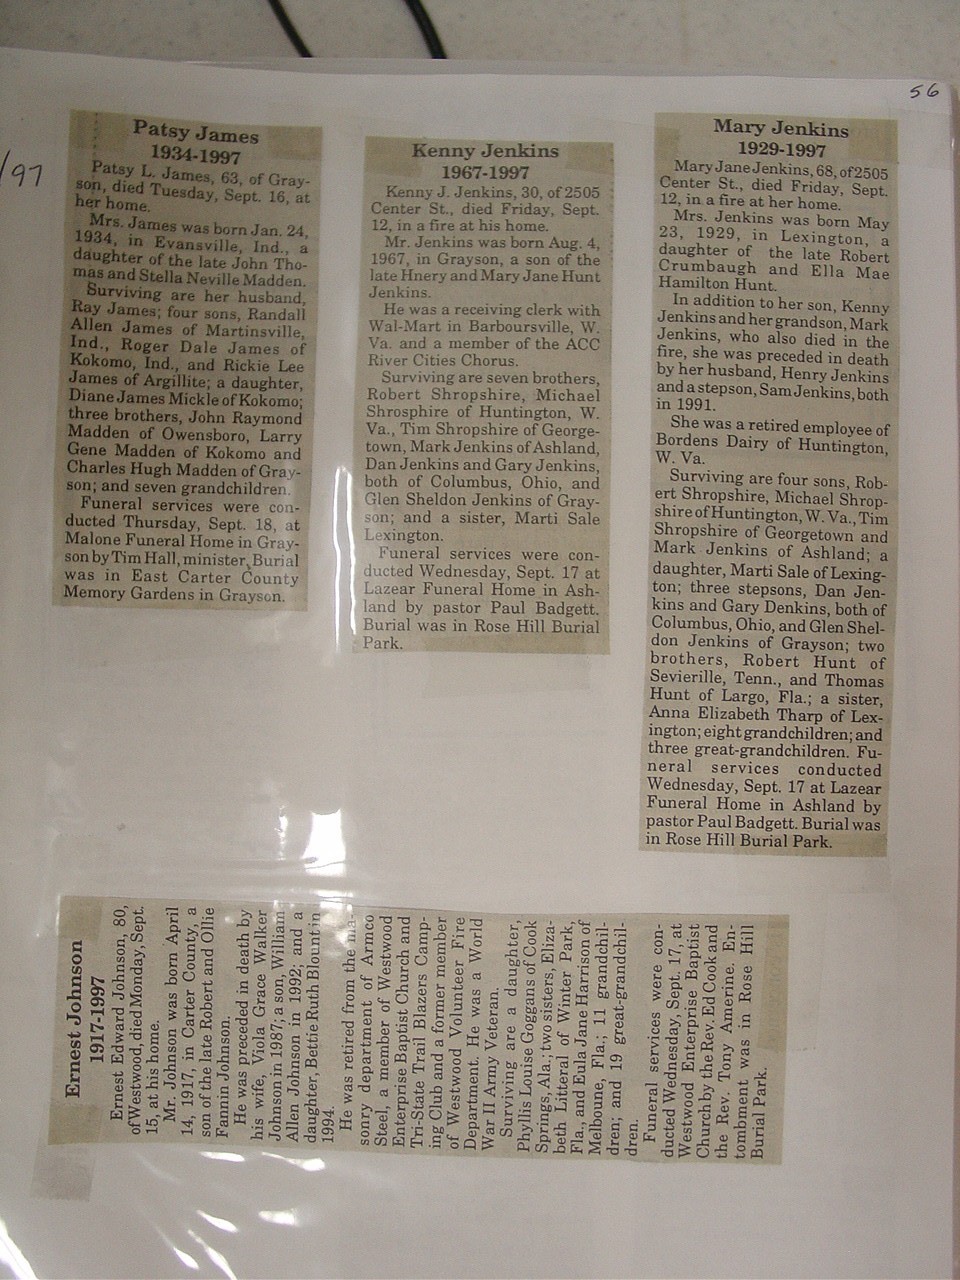 56
/97
Patsy James
1934-1997
Patsy L. James, 63, of Gray-
son, died Tuesday, Sept. 16, at
her home.
Mrs. James was born Jan. 24,
1934, in Evansville, Ind., a
daughter of the late John Tho-
mas and Stella Neville Madden.
Surviving are her husband,
Ray James; four sons, Randall
Allen James of Martinsville,
Ind., Roger Dale James of
Kokomo, Ind., and Rickie Lee
James of Argillite; a daughter,
Diane James Mickle of Kokomo;
three brothers, John Raymond
Madden of Owensboro, Larry
Gene Madden of Kokomo and
Charles Hugh Madden of Gray-
son; and seven grandchildren.
Funeral services were con-
ducted Thursday, Sept. 18, at
Malone Funeral Home in Gray-
son by Tim Hall, minister. Burial
was in East Carter County
Memory Gardens in Grayson.
Kenny Jenkins
1967-1997
Kenny J. Jenkins, 30, of 2505
Center St., died Friday, Sept.
12, in a fire at his home.
Mr. Jenkins was born Aug. 4,
1967, in Grayson, a son of the
late Hnery and Mary Jane Hunt
Jenkins.
He was a receiving clerk with
Wal-Mart in Barboursville, W.
Va. and a member of the ACC
River Cities Chorus.
Surviving are seven brothers,
Robert Shropshire, Michael
Shrosphire of Huntington, W.
Va., Tim Shropshire of George-
town, Mark Jenkins of Ashland,
Dan Jenkins and Gary Jenkins,
both of Columbus, Ohio, and
Glen Sheldon Jenkins of Gray-
son; and a sister, Marti Sale
Lexington.
Funeral services were con-
ducted Wednesday, Sept. 17 at
Lazear Funeral Home in Ash-
land by pastor Paul Badgett.
Burial was in Rose Hill Burial
Park.
Mary Jenkins
1929-1997
Mary Jane Jenkins, 68, of 2505
Center St., died Friday, Sept.
12, in a fire at her home.
Mrs. Jenkins was born May
23, 1929, in Lexington, a
daughter of the late Robert
Crumbaugh and Ella Mae
Hamilton Hunt.
In addition to her son, Kenny
Jenkins and her grandson, Mark
Jenkins, who also died in the
fire, she was preceded in death
by her husband, Henry Jenkins
and a stepson, Sam Jenkins, both
in 1991.
She was a retired employee of
Bordens Dairy of Huntington,
W. Va.
Surviving are four sons, Rob-
ert Shropshire, Michael Shrop-
shire of Huntington, W. Va., Tim
Shropshire of Georgetown and
Mark Jenkins of Ashland; a
daughter, Marti Sale of Lexing-
ton; three stepsons, Dan Jen-
kins and Gary Denkins, both of
Columbus, Ohio, and Glen Shel-
don Jenkins of Grayson; two
brothers, Robert Hunt of
Sevierille, Tenn., and Thomas
Hunt of Largo, Fla.; a sister,
Anna Elizabeth Tharp of Lex-
ington; eight grandchildren; and
three great-grandchildren. Fu-
neral services conducted
Wednesday, Sept. 17 at Lazear
Funeral Home in Ashland by
pastor Paul Badgett. Burial was
in Rose Hill Burial Park.
Ernest Johnson
1917-1997
Ernest Edward Johnson, 80,
of Westwood, died Monday, Sept.
15, at his home.
Mr. Johnson was born April
14, 1917, in Carter County, a
son of the late Robert and Ollie
Fannin Johnson.
He was preceded in death by
his wife, Viola Grace Walker
Johnson in 1987; a son, William
Allen Johnson in 1992; and a
daughter, Bettie Ruth Blount in
1994.
He was retired from the ma-
sonry department of Armco
Steel, a member of Westwood
Enterprise Baptist Church and
Tri-State Trail Blazers Camp-
ing Club and a former member
of Westwood Volunteer Fire
Department. He was a World
War II Army Veteran.
Surviving are a daughter,
Phyllis Louise Goggans of Cook
Springs, Ala.; two sisters, Eliza-
beth Litteral of Winter Park,
Fla., and Eula Jane Harrison of
Melboune, Fla.; 11 grandchil-
dren; and 19 great-grandchil-
dren.
Funeral services were con-
ducted Wednesday, Sept. 17, at
Westwood Enterprise Baptist
Church by the Rev. Ed Cook and
the Rev. Tony Amerine. En-
tombment was in Rose Hill
Burial Park.